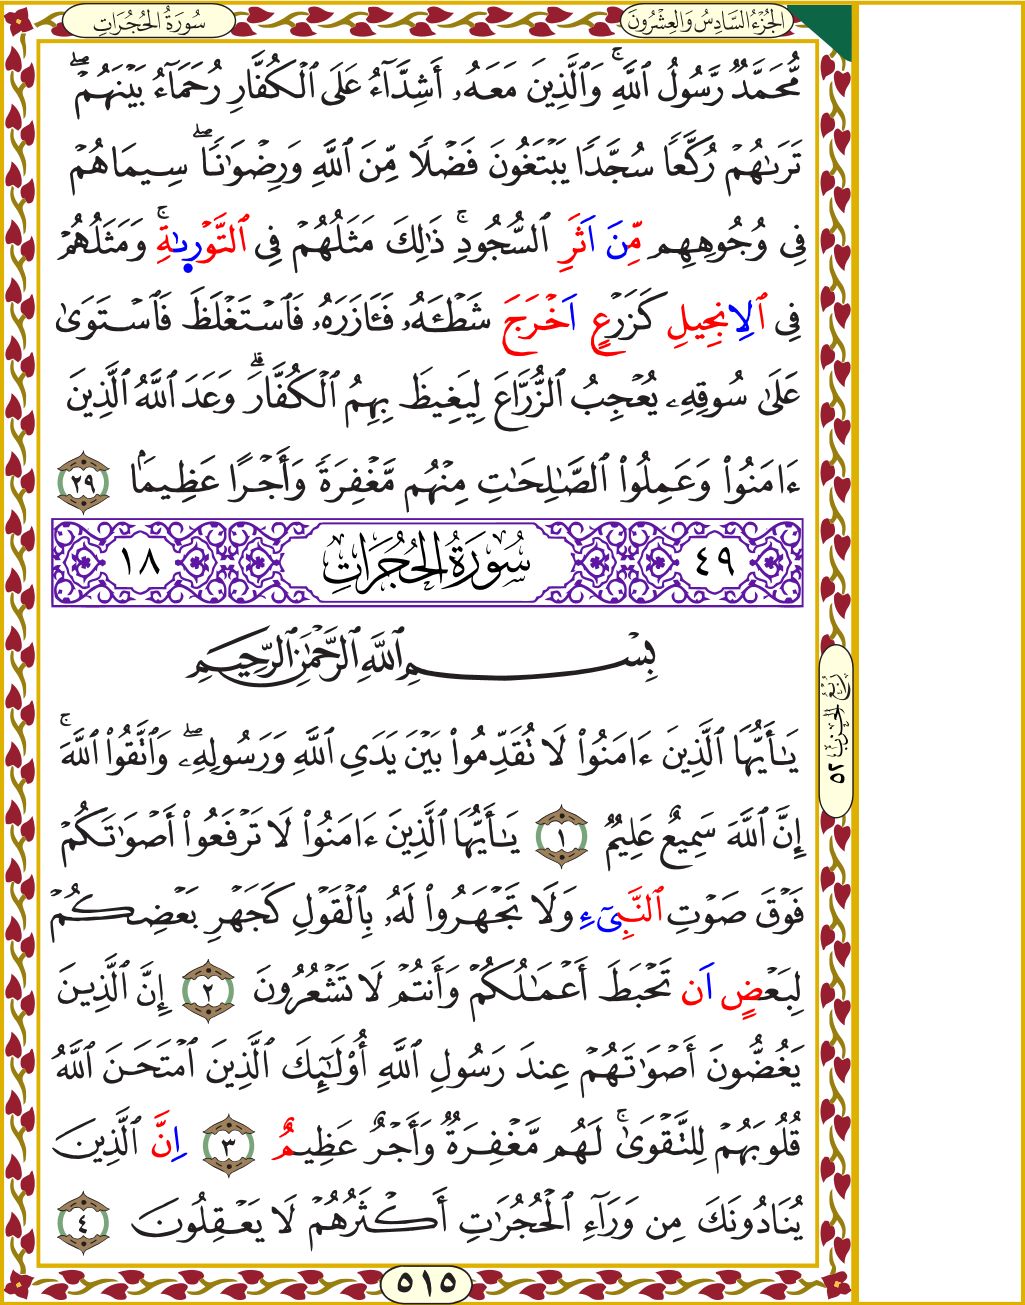 سُورَةُ الحُجُرَاتِ
الجُزْءُ السَّادِسُ وَالعِشْرُونَ
مُّحَمَّدٌ رَّسُولُ ٱللَّهِۚ وَٱلَّذِينَ مَعَهُۥٓ أَشِدَّآءُ عَلَى ٱلْكُفَّارِ رُحَمَآءُ بَيْنَهُمْۖ
تَرَىٰهُمْ رُكَّعٗا سُجَّدٗا يَبْتَغُونَ فَضْلٗا مِّنَ ٱللَّهِ وَرِضْوَٰنٗاۖ سِيمَاهُمْ
فِى وُجُوهِهِم مِّنَ اَثَرِ ٱلسُّجُودِۚ ذَٰلِكَ مَثَلُهُمْ فِى ٱلتَّوْرٜىٰةِۚ وَمَثَلُهُمْ
فِى ٱلِانجِيلِ كَزَرْعٍ اَخْرَجَ شَطْـَٔهُۥ فَـَٔازَرَهُۥ فَٱسْتَغْلَظَ فَٱسْتَوَىٰ
عَلَىٰ سُوقِهِۦ يُعْجِبُ ٱلزُّرَّاعَ لِيَغِيظَ بِهِمُ ٱلْكُفَّارَۗ وَعَدَ ٱللَّهُ ٱلَّذِينَ
ءَامَنُواْ وَعَمِلُواْ ٱلصَّٰلِحَٰتِ مِنْهُم مَّغْفِرَةٗ وَأَجْرًا عَظِيمَۢا ٢٩
٤٩ سُورَةُ الحُجُرَاتِ ١٨
بِسْمِ ٱللَّهِ ٱلرَّحْمَٰنِ ٱلرَّحِيمِ
يَٰٓأَيُّهَا ٱلَّذِينَ ءَامَنُواْ لَا تُقَدِّمُواْ بَيْنَ يَدَىِ ٱللَّهِ وَرَسُولِهِۦۖ وَٱتَّقُواْ ٱللَّهَۚ
إِنَّ ٱللَّهَ سَمِيعٌ عَلِيمٞ ١ يَٰٓأَيُّهَا ٱلَّذِينَ ءَامَنُواْ لَا تَرْفَعُوٓاْ أَصْوَٰتَكُمْ
فَوْقَ صَوْتِ ٱلنَّبِىٓءِ وَلَا تَجْهَرُواْ لَهُۥ بِٱلْقَوْلِ كَجَهْرِ بَعْضِكُمْ
لِبَعْضٍ اَن تَحْبَطَ أَعْمَٰلُكُمْ وَأَنتُمْ لَا تَشْعُرُونَ ٢ إِنَّ ٱلَّذِينَ
يَغُضُّونَ أَصْوَٰتَهُمْ عِندَ رَسُولِ ٱللَّهِ أُوْلَٰٓئِكَ ٱلَّذِينَ ٱمْتَحَنَ ٱللَّهُ
قُلُوبَهُمْ لِلتَّقْوَىٰۚ لَهُم مَّغْفِرَةٞ وَأَجْرٌ عَظِيمٌ ٣ اِنَّ ٱلَّذِينَ
يُنَادُونَكَ مِن وَرَآءِ ٱلْحُجُرَٰتِ أَكْثَرُهُمْ لَا يَعْقِلُونَ ٤
رُبْعُ الحِزْبِ ٥٢
٥١٥